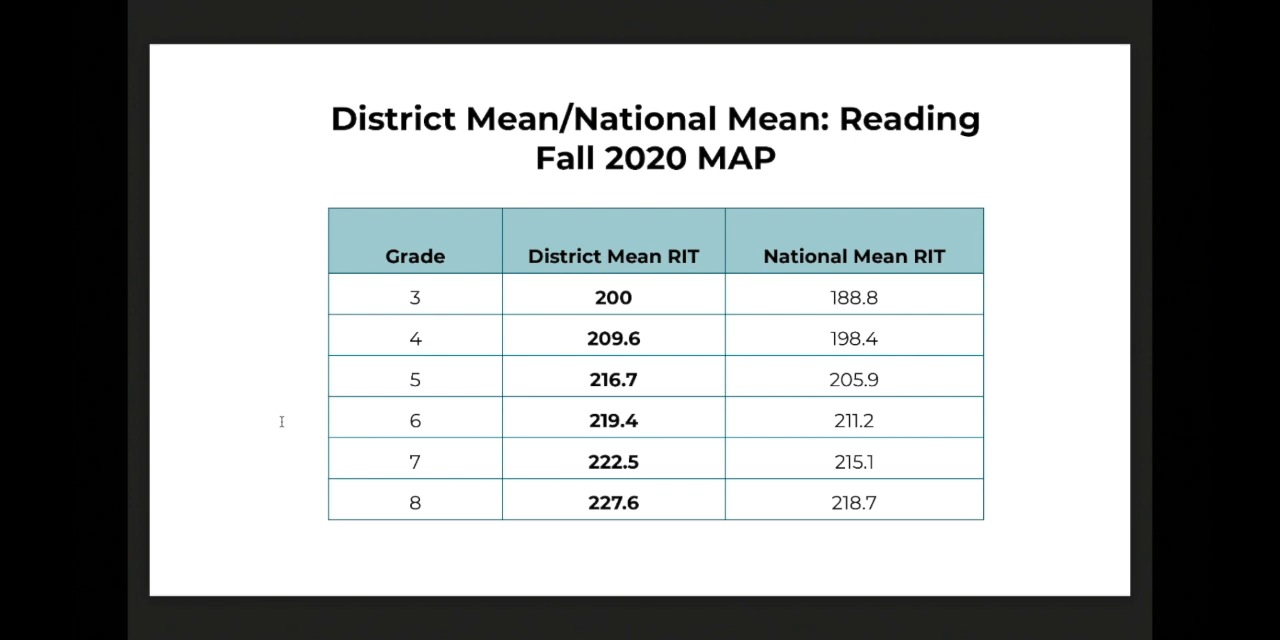 District Mean/National Mean: Reading
Fall 2020 MAP
Grade District Mean RIT National Mean RIT
3 200 188.8
4 209.6 198.4
5 216.7 205.9
6 219.4 211.2
7 222.5 215.1
8 227.6 218.7